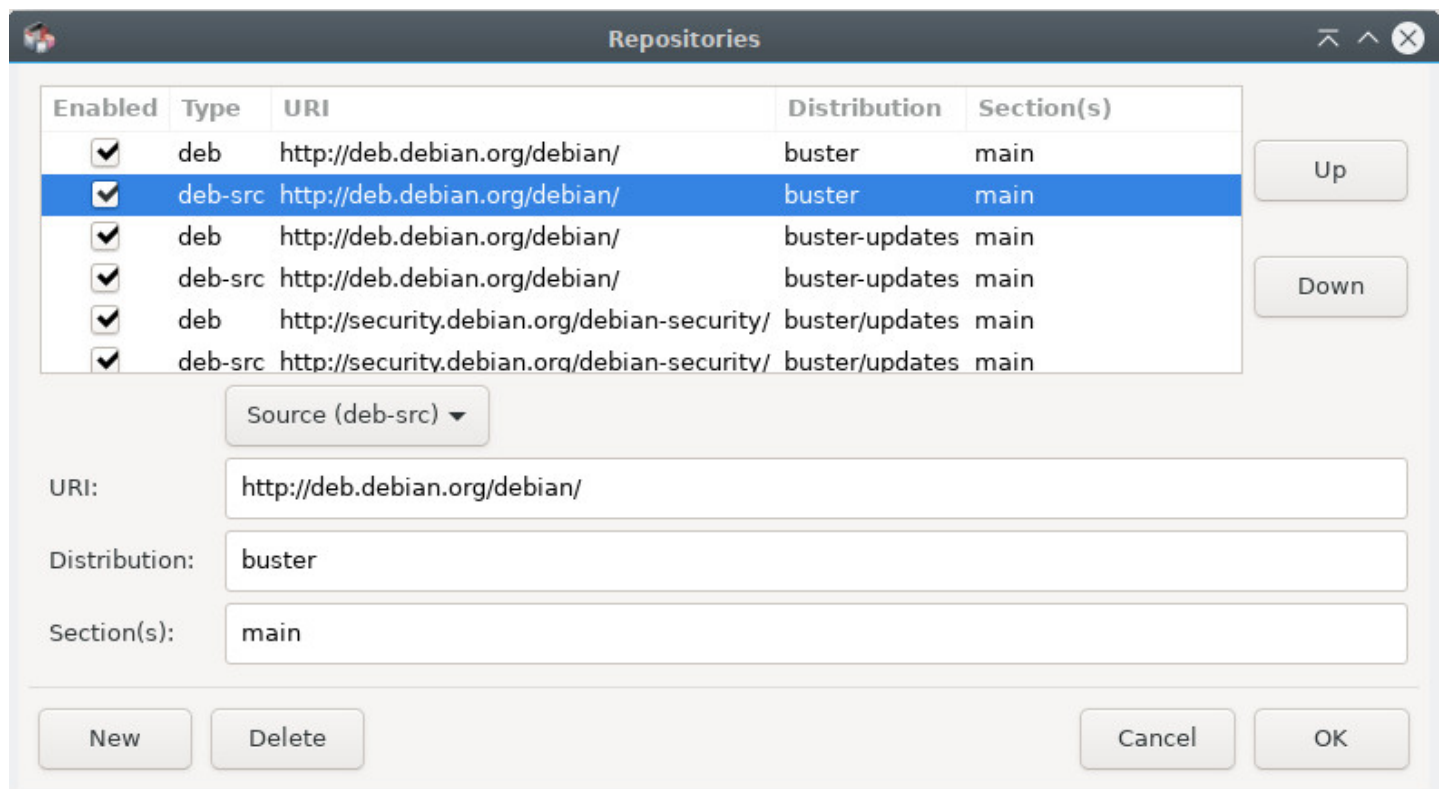 Repositories
Enabled Type URI Distribution Section(s)
deb http://deb.debian.org/debian/ buster main
deb-src http://deb.debian.org/debian/ buster main
deb http://deb.debian.org/debian/ buster-updates main
deb-src http://deb.debian.org/debian/ buster-updates main
deb http://security.debian.org/debian-security/ buster/updates main
deb-src http://security.debian.org/debian-security/ buster/updates main
Up
Down
Source (deb-src)
URI: http://deb.debian.org/debian/
Distribution: buster
Section(s): main
New Delete Cancel OK